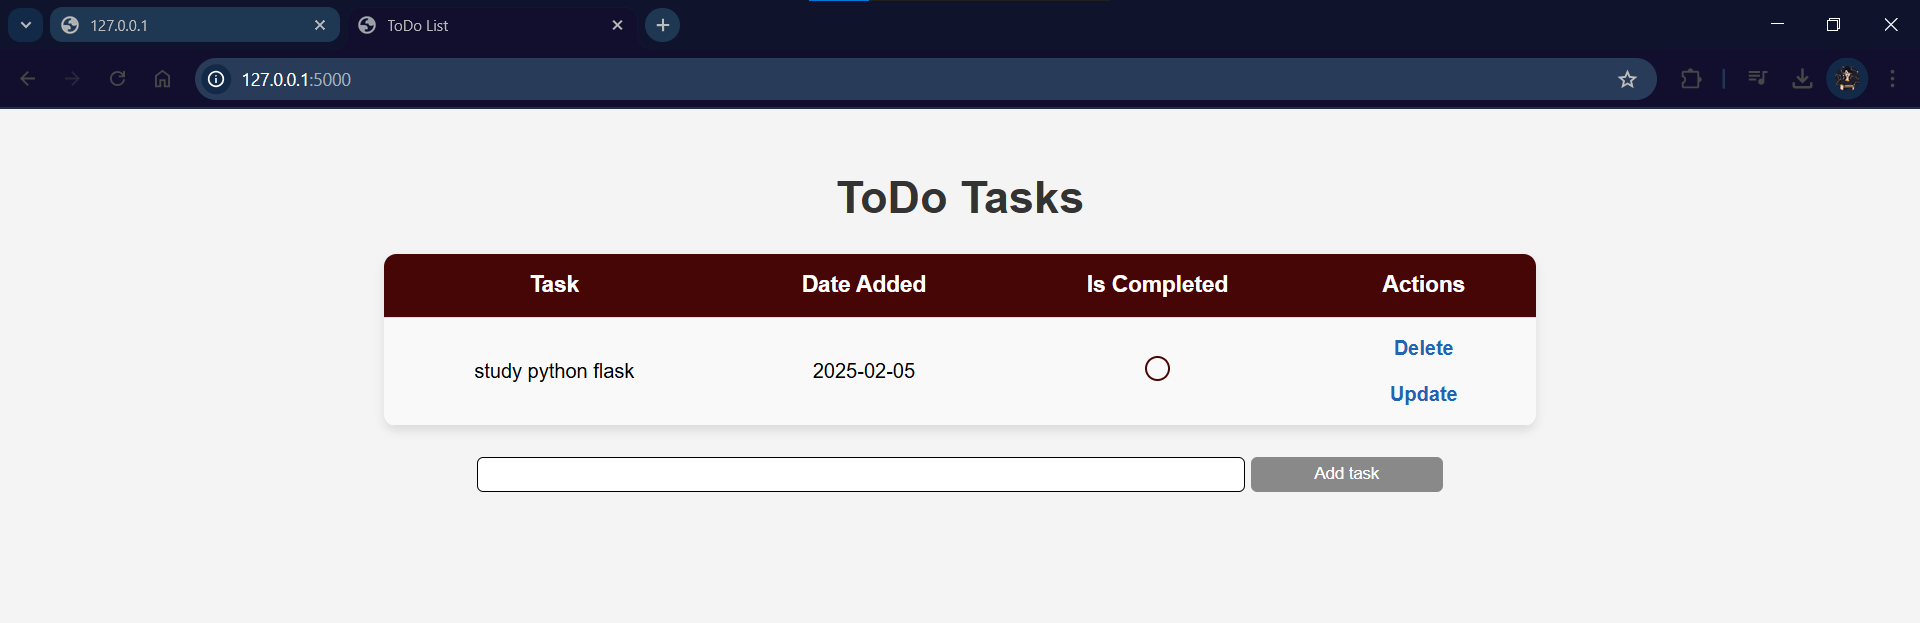 127.0.0.1
ToDo List
127.0.0.1:5000
ToDo Tasks
Task Date Added Is Completed Actions
study python flask 2025-02-05 Delete
Update
Add task